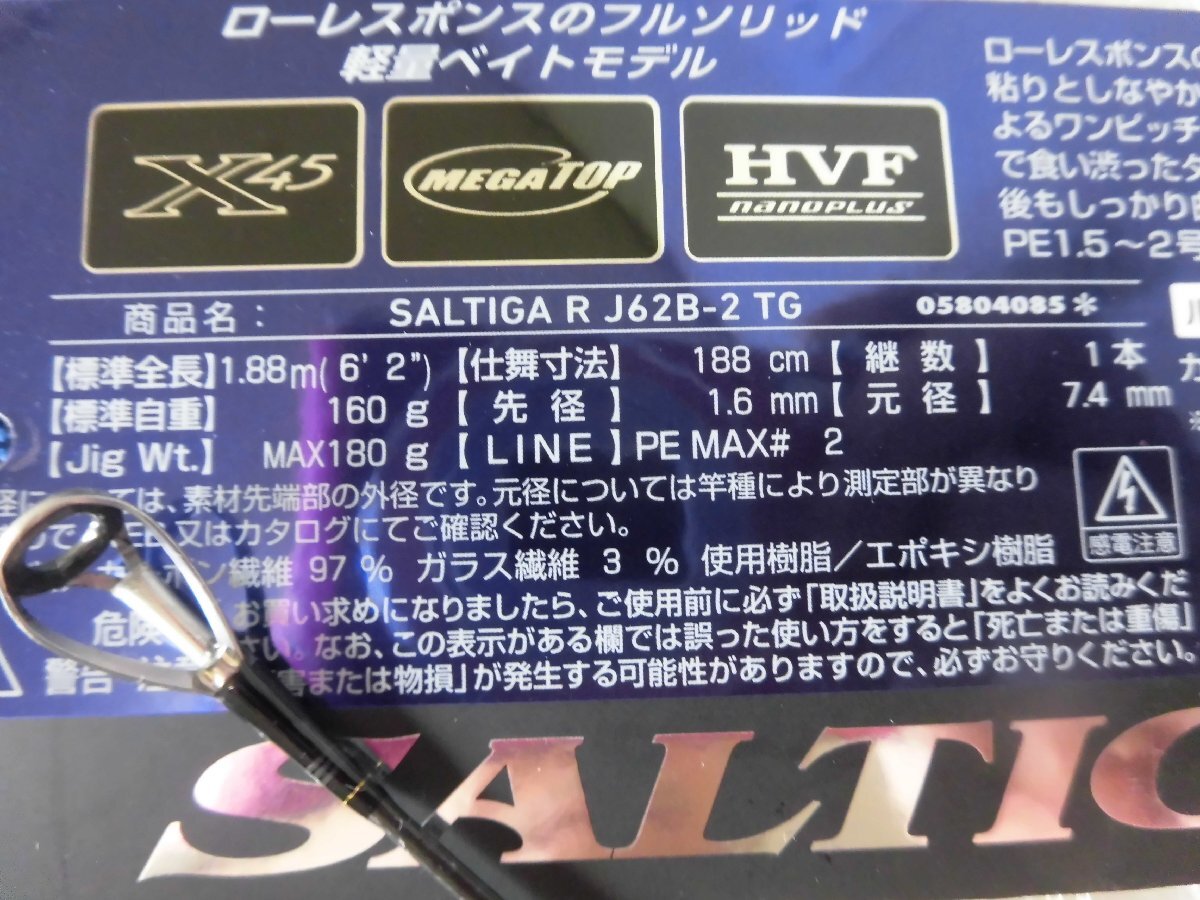 ローレスポンスのフルソリッド
軽量ベイトモデル
X45
MEGATOP
HVF
nanoplus
ローレスポンスの
粘りとしなやか
よるワンピッチ
で食い渋った
後もしっかり
PE1.5～2号
商品名： SALTIGA R J62B-2 TG 05804085＊
【標準全長】1.88m(6' 2") 【仕舞寸法】 188 cm 【継数】 1本
【標準自重】 160 g 【先径】 1.6 mm 【元径】 7.4 mm
【Jig Wt.】 MAX180 g 【LINE】 PE MAX# 2
ては、素材先端部の外径です。元径については竿種により測定部が異なり
又はカタログにてご確認ください。
ボン繊維 97 % ガラス繊維 3 % 使用樹脂／エポキシ樹脂
感電注意
危険 お買い求めになりましたら、ご使用前に必ず「取扱説明書」をよくお読みくだ
警告 さい。なお、この表示がある欄では誤った使い方をすると「死亡または重傷」
害または物損」が発生する可能性がありますので、必ずお守りください。
SALTIG